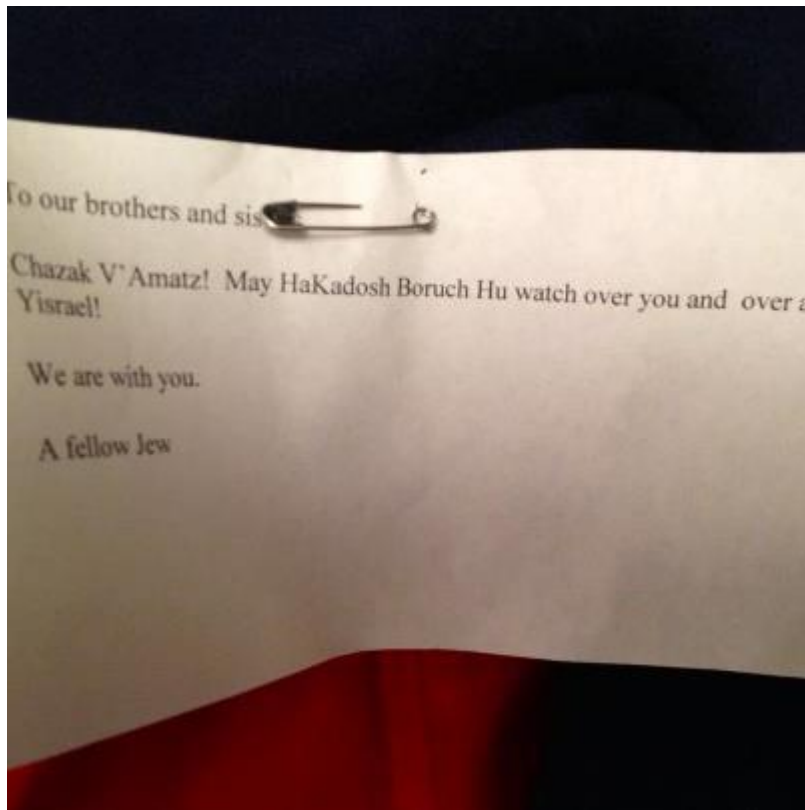 To our brothers and sis
Chazak V'Amatz! May HaKadosh Boruch Hu watch over you and over a
Yisrael!
We are with you.
A fellow Jew